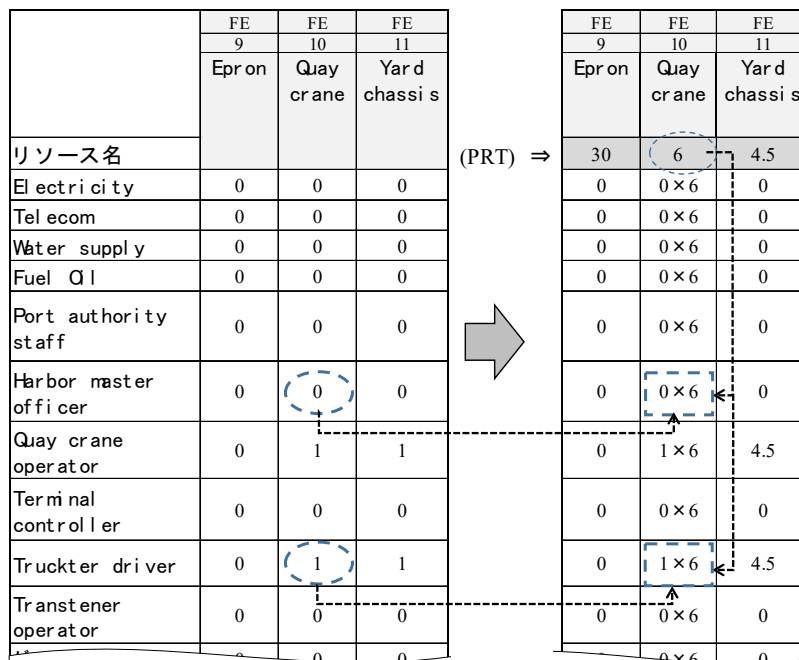 FE FE FE FE FE FE
9 10 11 9 10 11
Epron Quay Yard Epron Quay Yard
crane chassis crane chassis
リソース名 (PRT) ⇒ 30 6 4.5
Electricity 0 0 0 0 0×6 0
Telecom 0 0 0 0 0×6 0
Water supply 0 0 0 0 0×6 0
Fuel Oil 0 0 0 0 0×6 0
Port authority
staff 0 0 0 0 0×6 0
Harbor master
officer 0 0 0 0 0×6 0
Quay crane
operator 0 1 1 0 1×6 4.5
Terminal
controller 0 0 0 0 0×6 0
Truckter driver 0 1 1 0 1×6 4.5
Transtener
operator 0 0 0 0 0×6 0
0 0 0 0×6 0